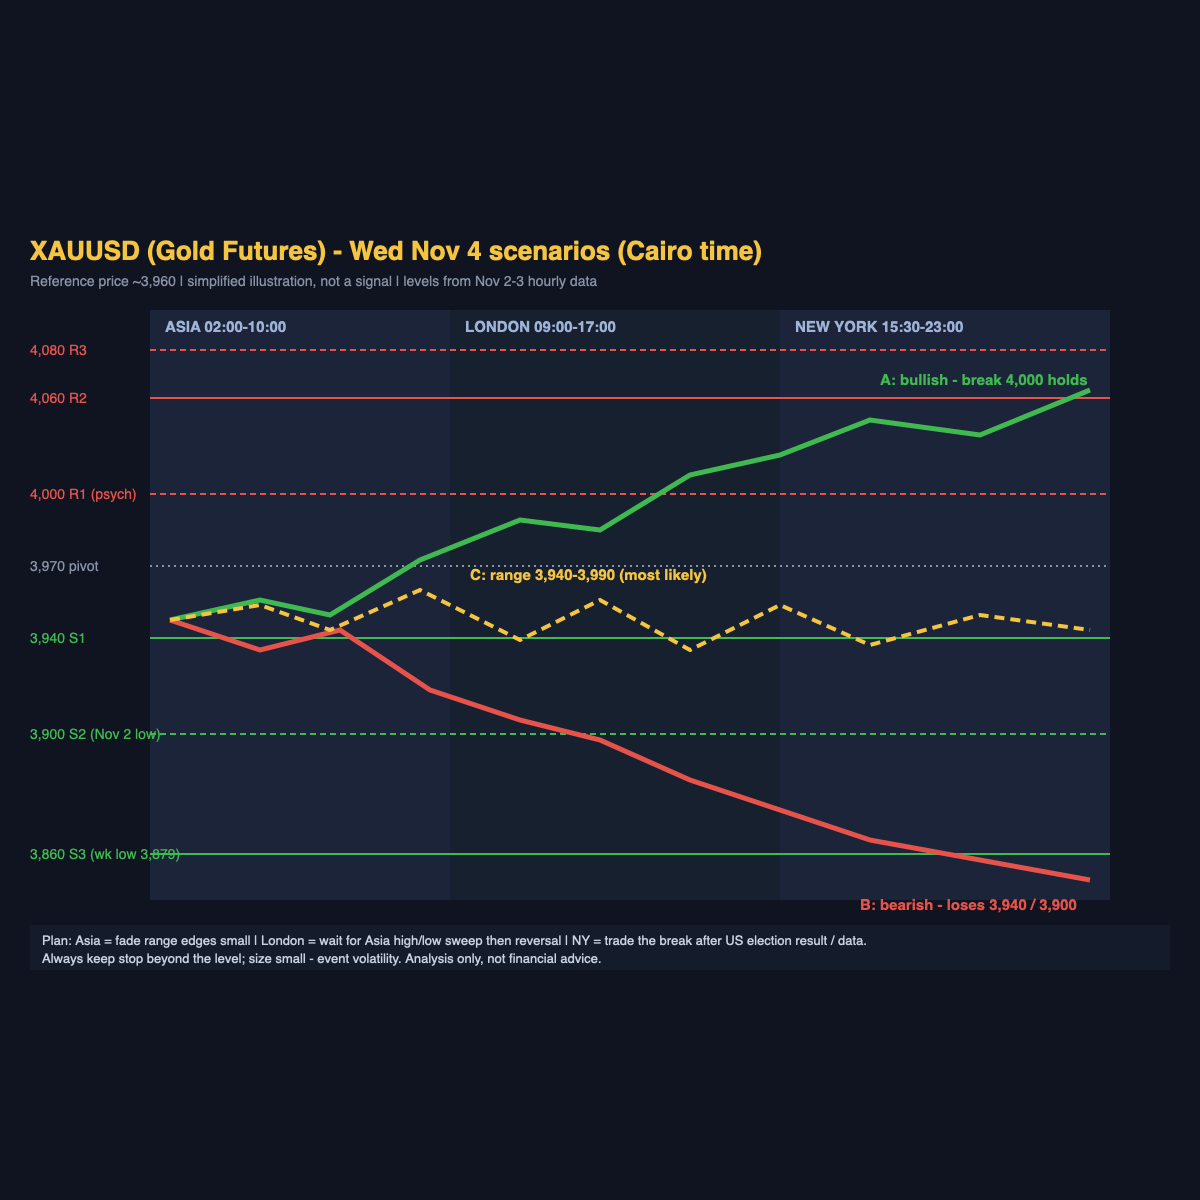 XAUUSD (Gold Futures) - Wed Nov 4 scenarios (Cairo time)
Reference price ~3,960 | simplified illustration, not a signal | levels from Nov 2-3 hourly data
ASIA 02:00-10:00
LONDON 09:00-17:00
NEW YORK 15:30-23:00
4,080 R3
A: bullish - break 4,000 holds
4,060 R2
4,000 R1 (psych)
3,970 pivot
C: range 3,940-3,990 (most likely)
3,940 S1
3,900 S2 (Nov 2 low)
3,860 S3 (wk low 3,879)
B: bearish - loses 3,940 / 3,900
Plan: Asia = fade range edges small | London = wait for Asia high/low sweep then reversal | NY = trade the break after US election result / data.
Always keep stop beyond the level; size small - event volatility. Analysis only, not financial advice.